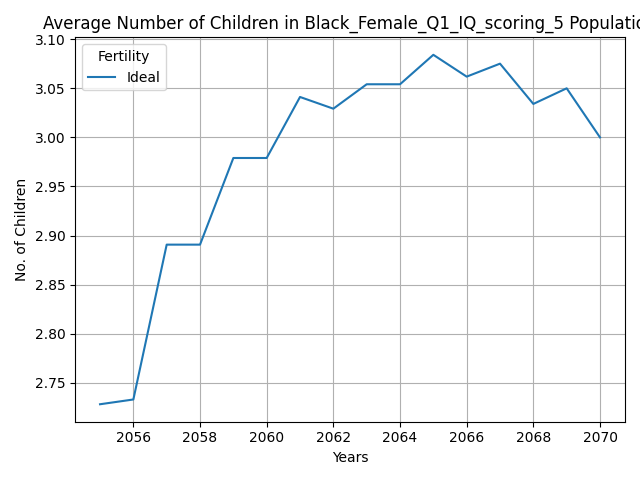 Average Number of Children in Black_Female_Q1_IQ_scoring_5 Populatio
3.10
3.05
3.00
2.95
2.90
2.85
2.80
2.75
No. of Children
Fertility
Ideal
2056 2058 2060 2062 2064 2066 2068 2070
Years